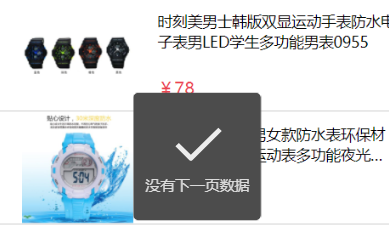 时刻美男士韩版双显运动手表防水电
子表男LED学生多功能男表0955
￥78
贴心设计，
男女款防水表环保材
运动表多功能夜光...
5:04
没有下一页数据